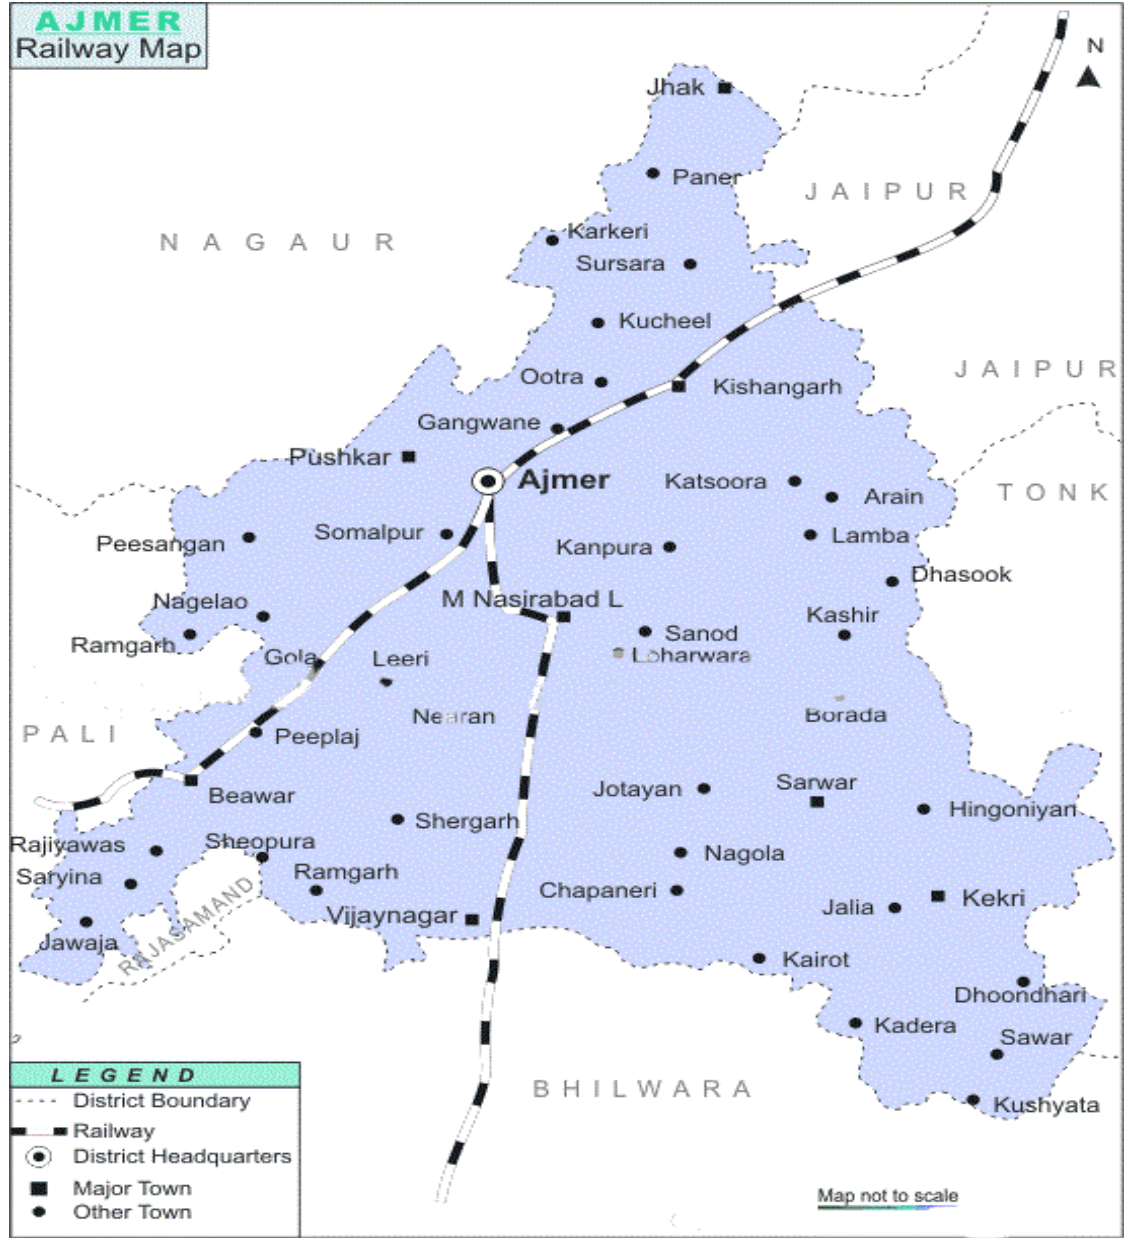 AJMER
Railway Map
N
Jhak
Paner
JAIPUR
NAGAUR
Karkeri
Sursara
Kucheel
JAIPUR
Ootra
Kishangarh
Gangwane
Pushkar
Ajmer
Katsoora
Arain
TONK
Somalpur
Peesangan
Kanpura
Lamba
Dhasook
Nagelao
M Nasirabad L
Kashir
Ramgarh
Sanod
Gola
Leeri
Loharwara
Nearan
Borada
PALI
Peeplaj
Beawar
Jotayan
Sarwar
Hingoniyan
Shergarh
Rajiyawas
Sheopura
Nagola
Saryina
Ramgarh
Chapaneri
Kekri
Jalia
Vijaynagar
RAJASAMAND
Jawaja
Kairot
Dhoondhari
Kadera
Sawar
BHILWARA
Kushyata
LEGEND
District Boundary
Railway
District Headquarters
Major Town
Other Town
Map not to scale